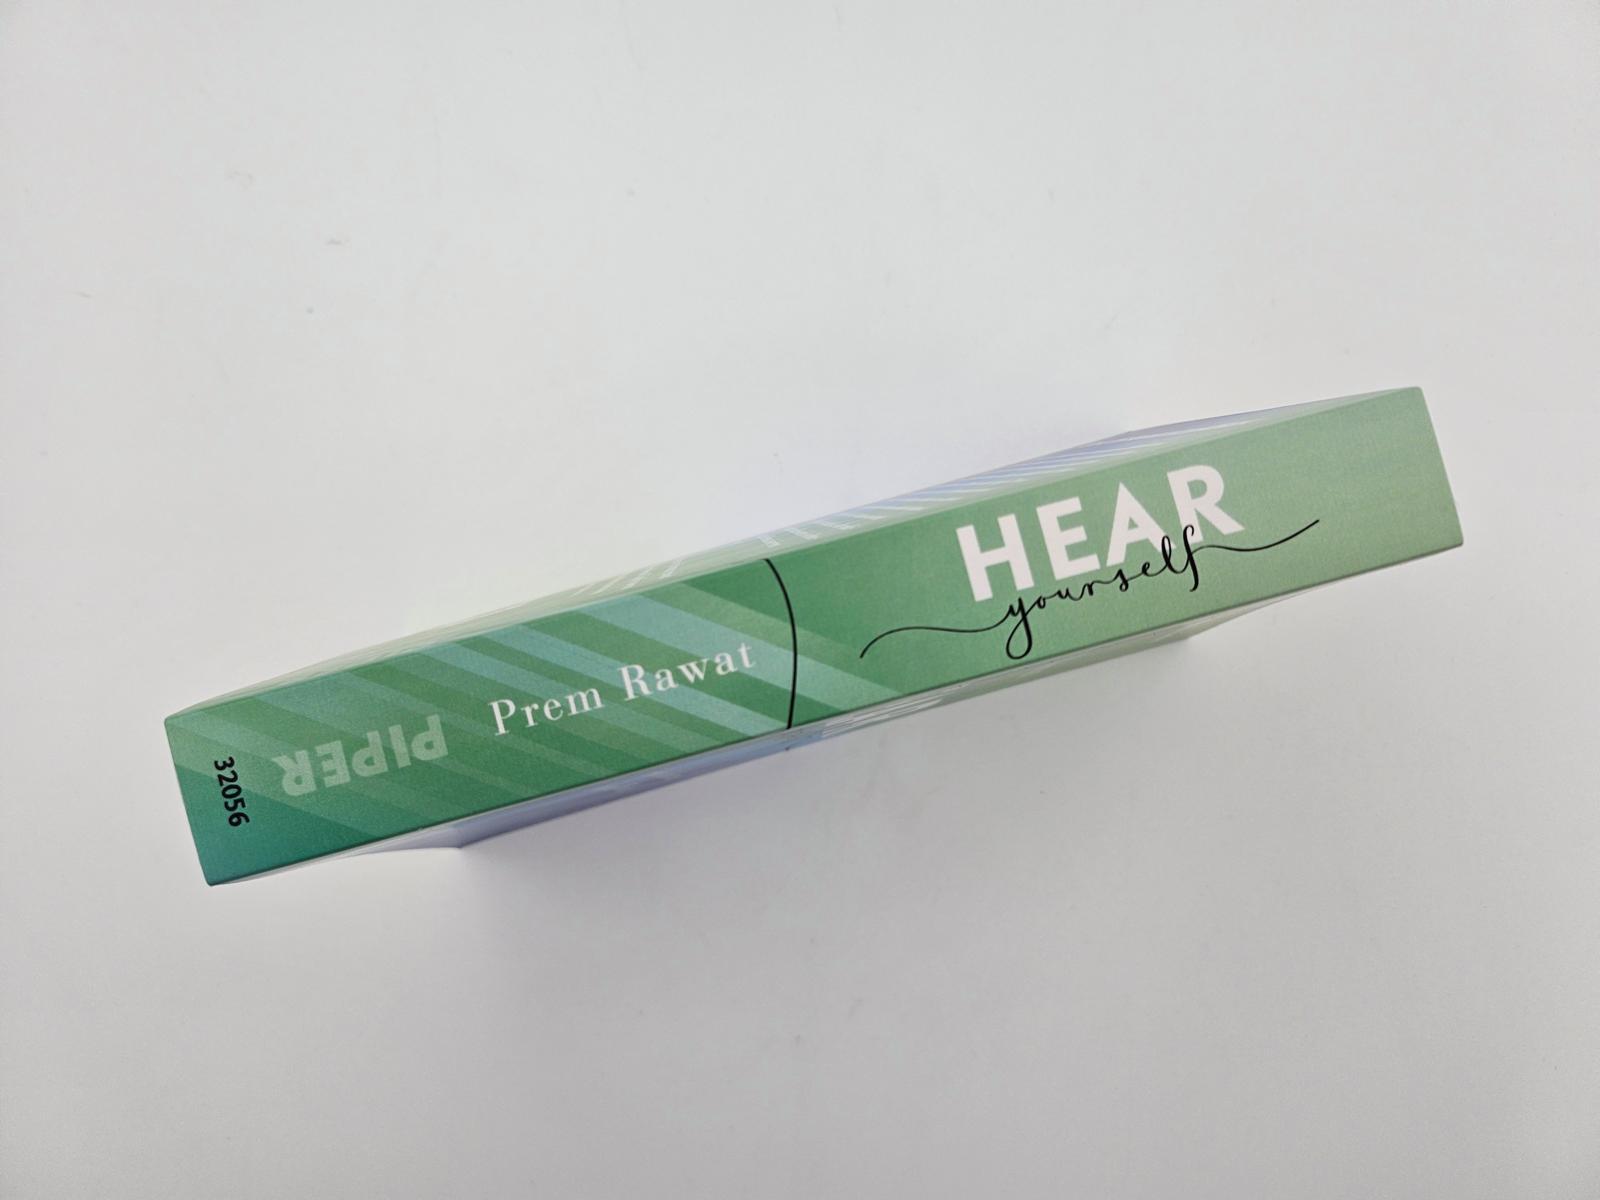 HEAR
yourself
Prem Rawat
PIPER
32056